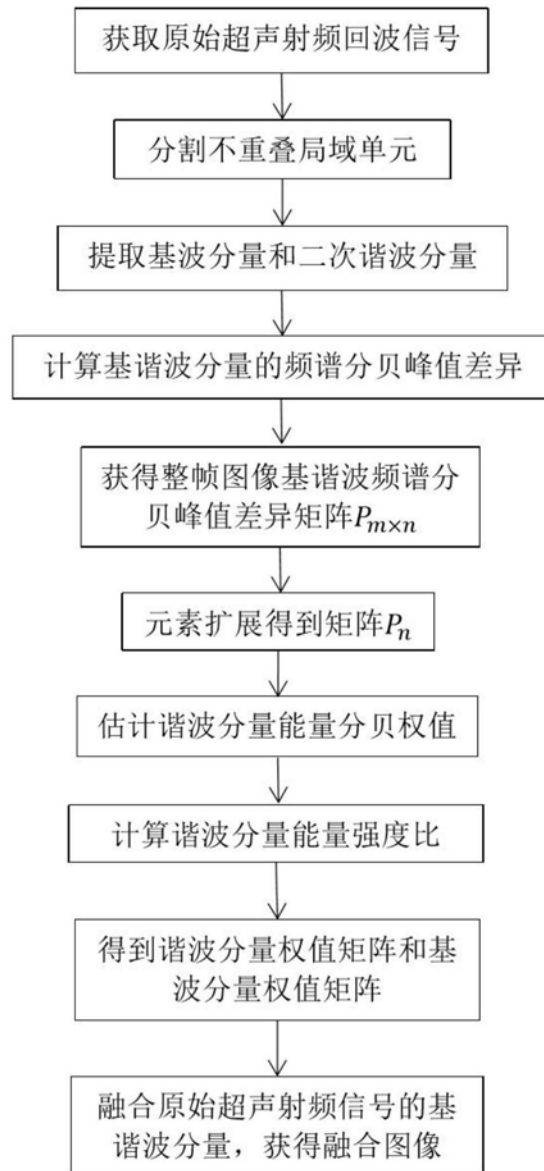 获取原始超声射频回波信号
分割不重叠局域单元
提取基波分量和二次谐波分量
计算基谐波分量的频谱分贝峰值差异
获得整帧图像基谐波频谱分
贝峰值差异矩阵P_{m×n}
元素扩展得到矩阵P_n
估计谐波分量能量分贝权值
计算谐波分量能量强度比
得到谐波分量权值矩阵和基
波分量权值矩阵
融合原始超声射频信号的基
谐波分量，获得融合图像